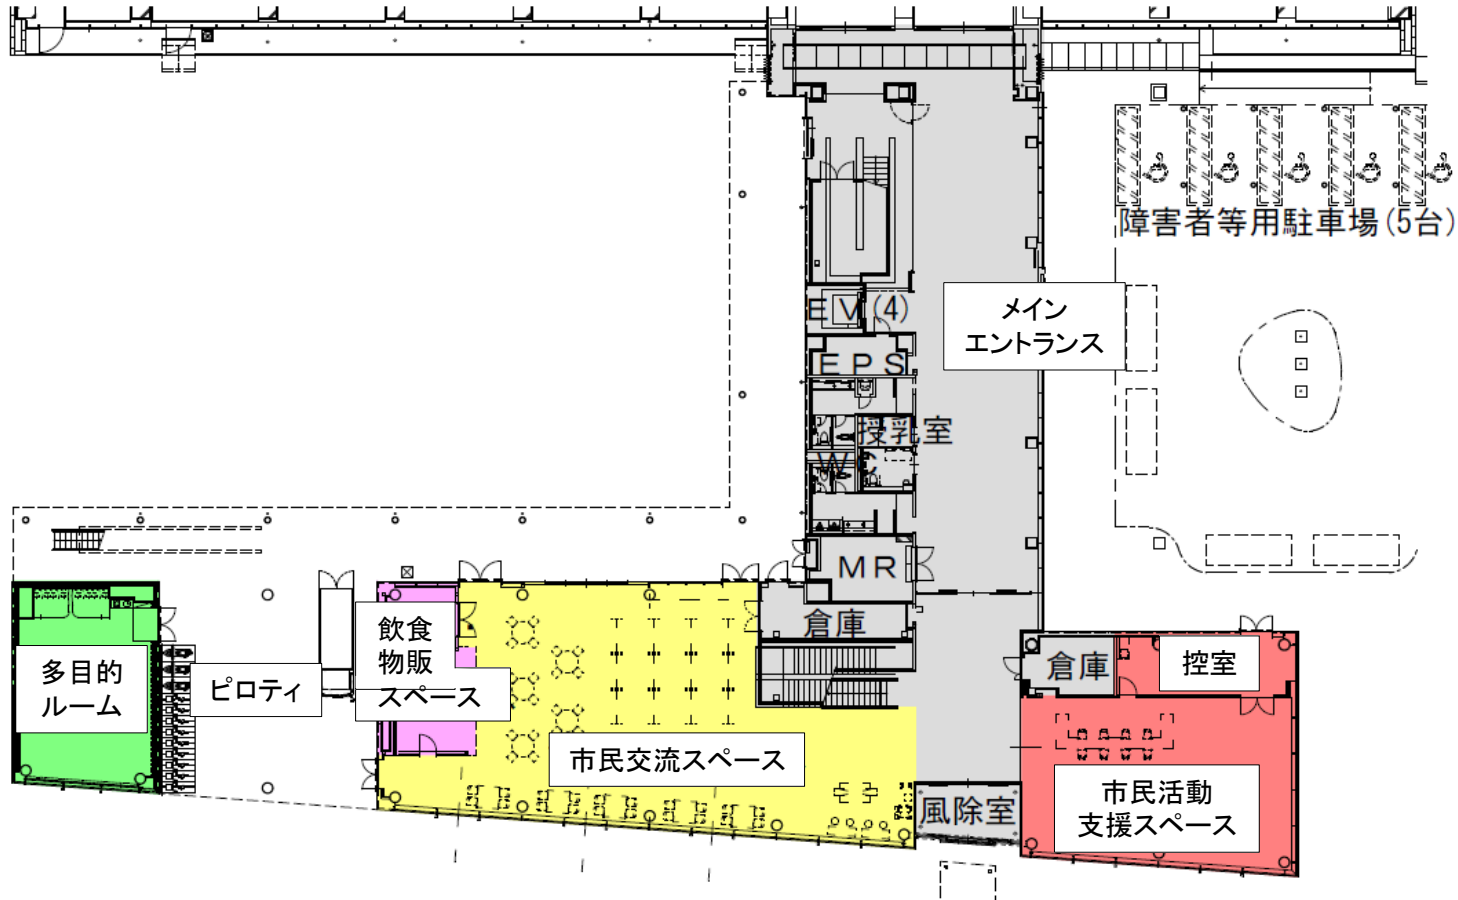 障害者等用駐車場(5台)
メイン
エントランス
EV(4)
EPS
授乳室
WC
MR
倉庫
飲食
物販
スペース
多目的
ルーム
ピロティ
市民交流スペース
倉庫
控室
風除室
市民活動
支援スペース